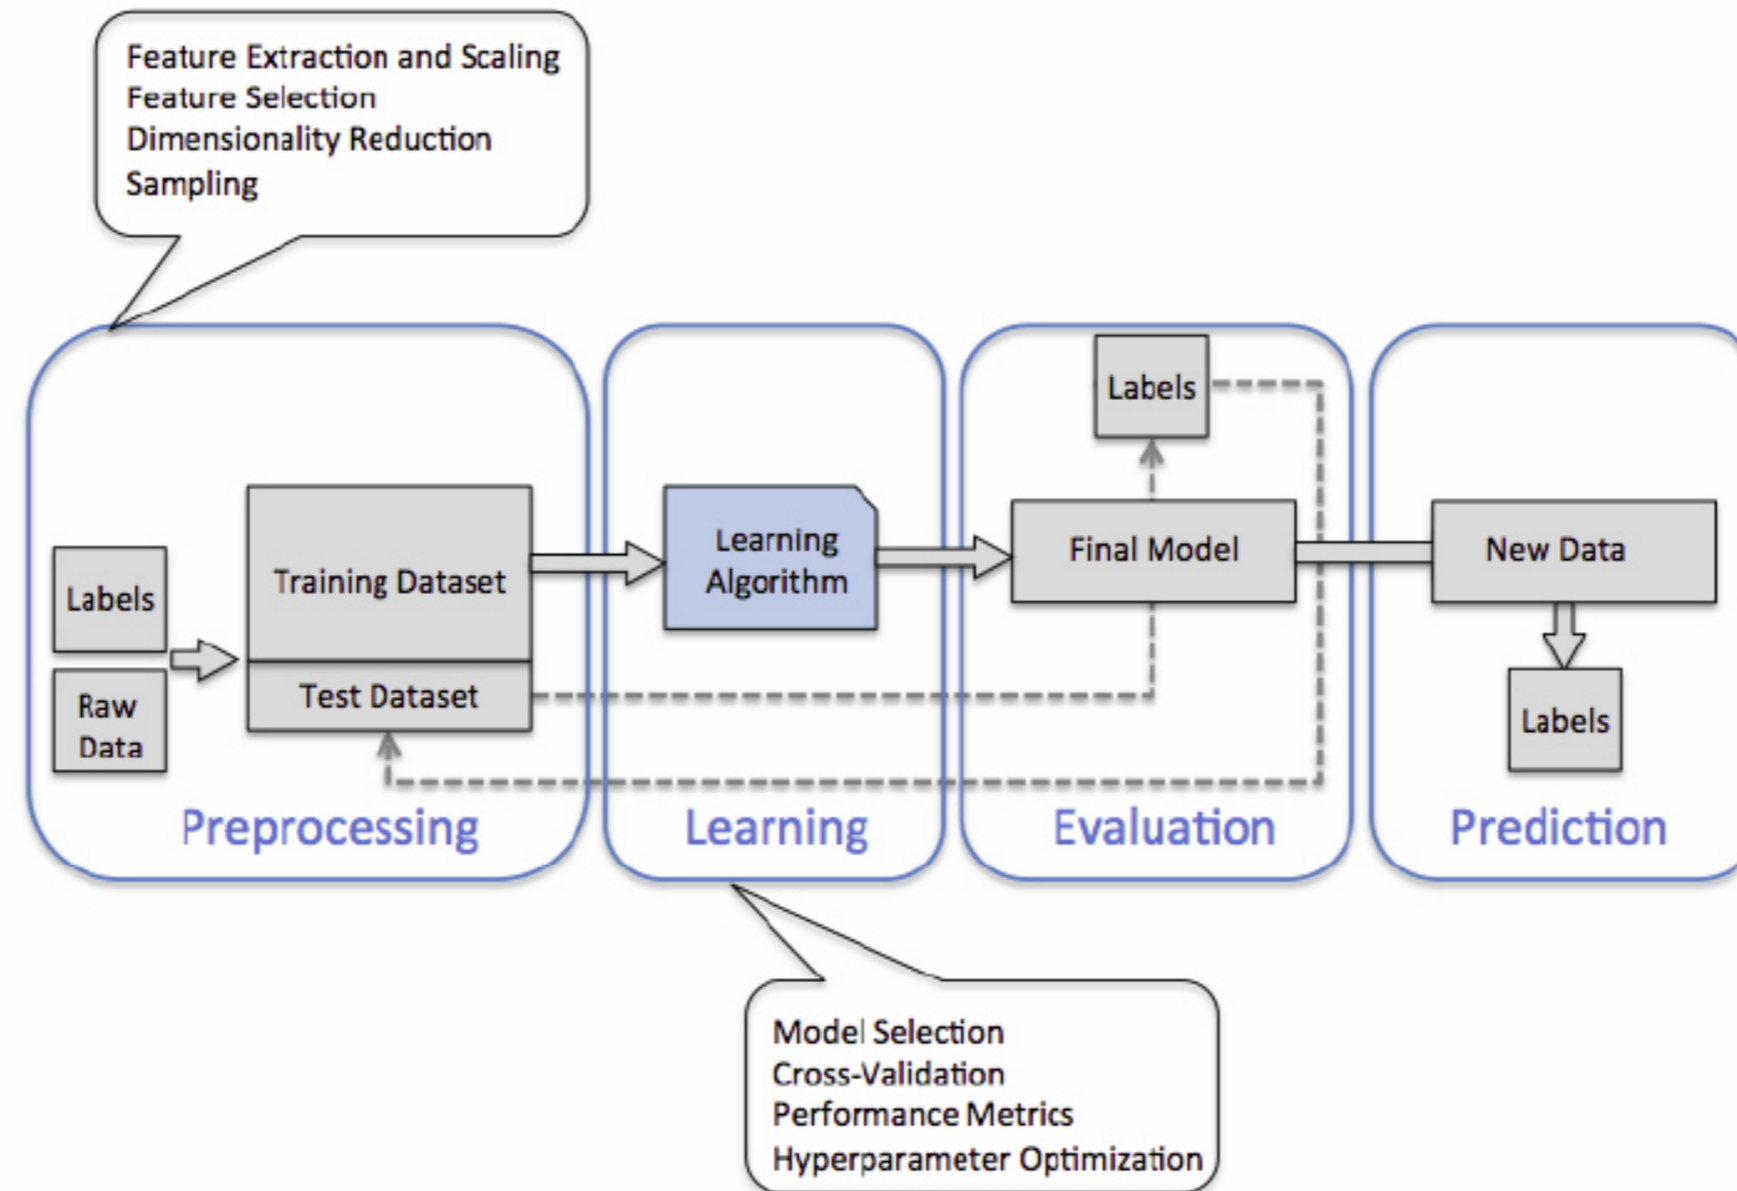 Feature Extraction and Scaling
Feature Selection
Dimensionality Reduction
Sampling
Labels
Raw
Data
Training Dataset
Test Dataset
Preprocessing
Learning
Algorithm
Learning
Labels
Final Model
Evaluation
New Data
Labels
Prediction
Model Selection
Cross-Validation
Performance Metrics
Hyperparameter Optimization